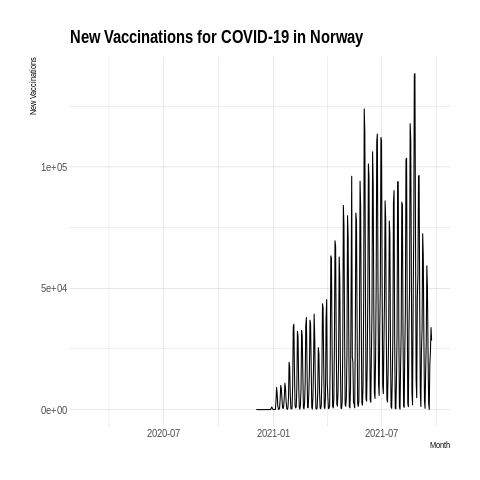 New Vaccinations for COVID-19 in Norway
New Vaccinations
1e+05
5e+04
0e+00
2020-07
2021-01
2021-07
Month